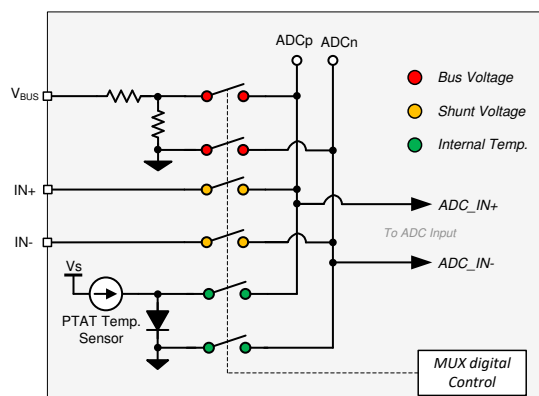 ADCp ADCn
VBUS
Bus Voltage
Shunt Voltage
Internal Temp.
IN+
ADC_IN+
To ADC Input
IN-
ADC_IN-
Vs
PTAT Temp.
Sensor
MUX digital
Control